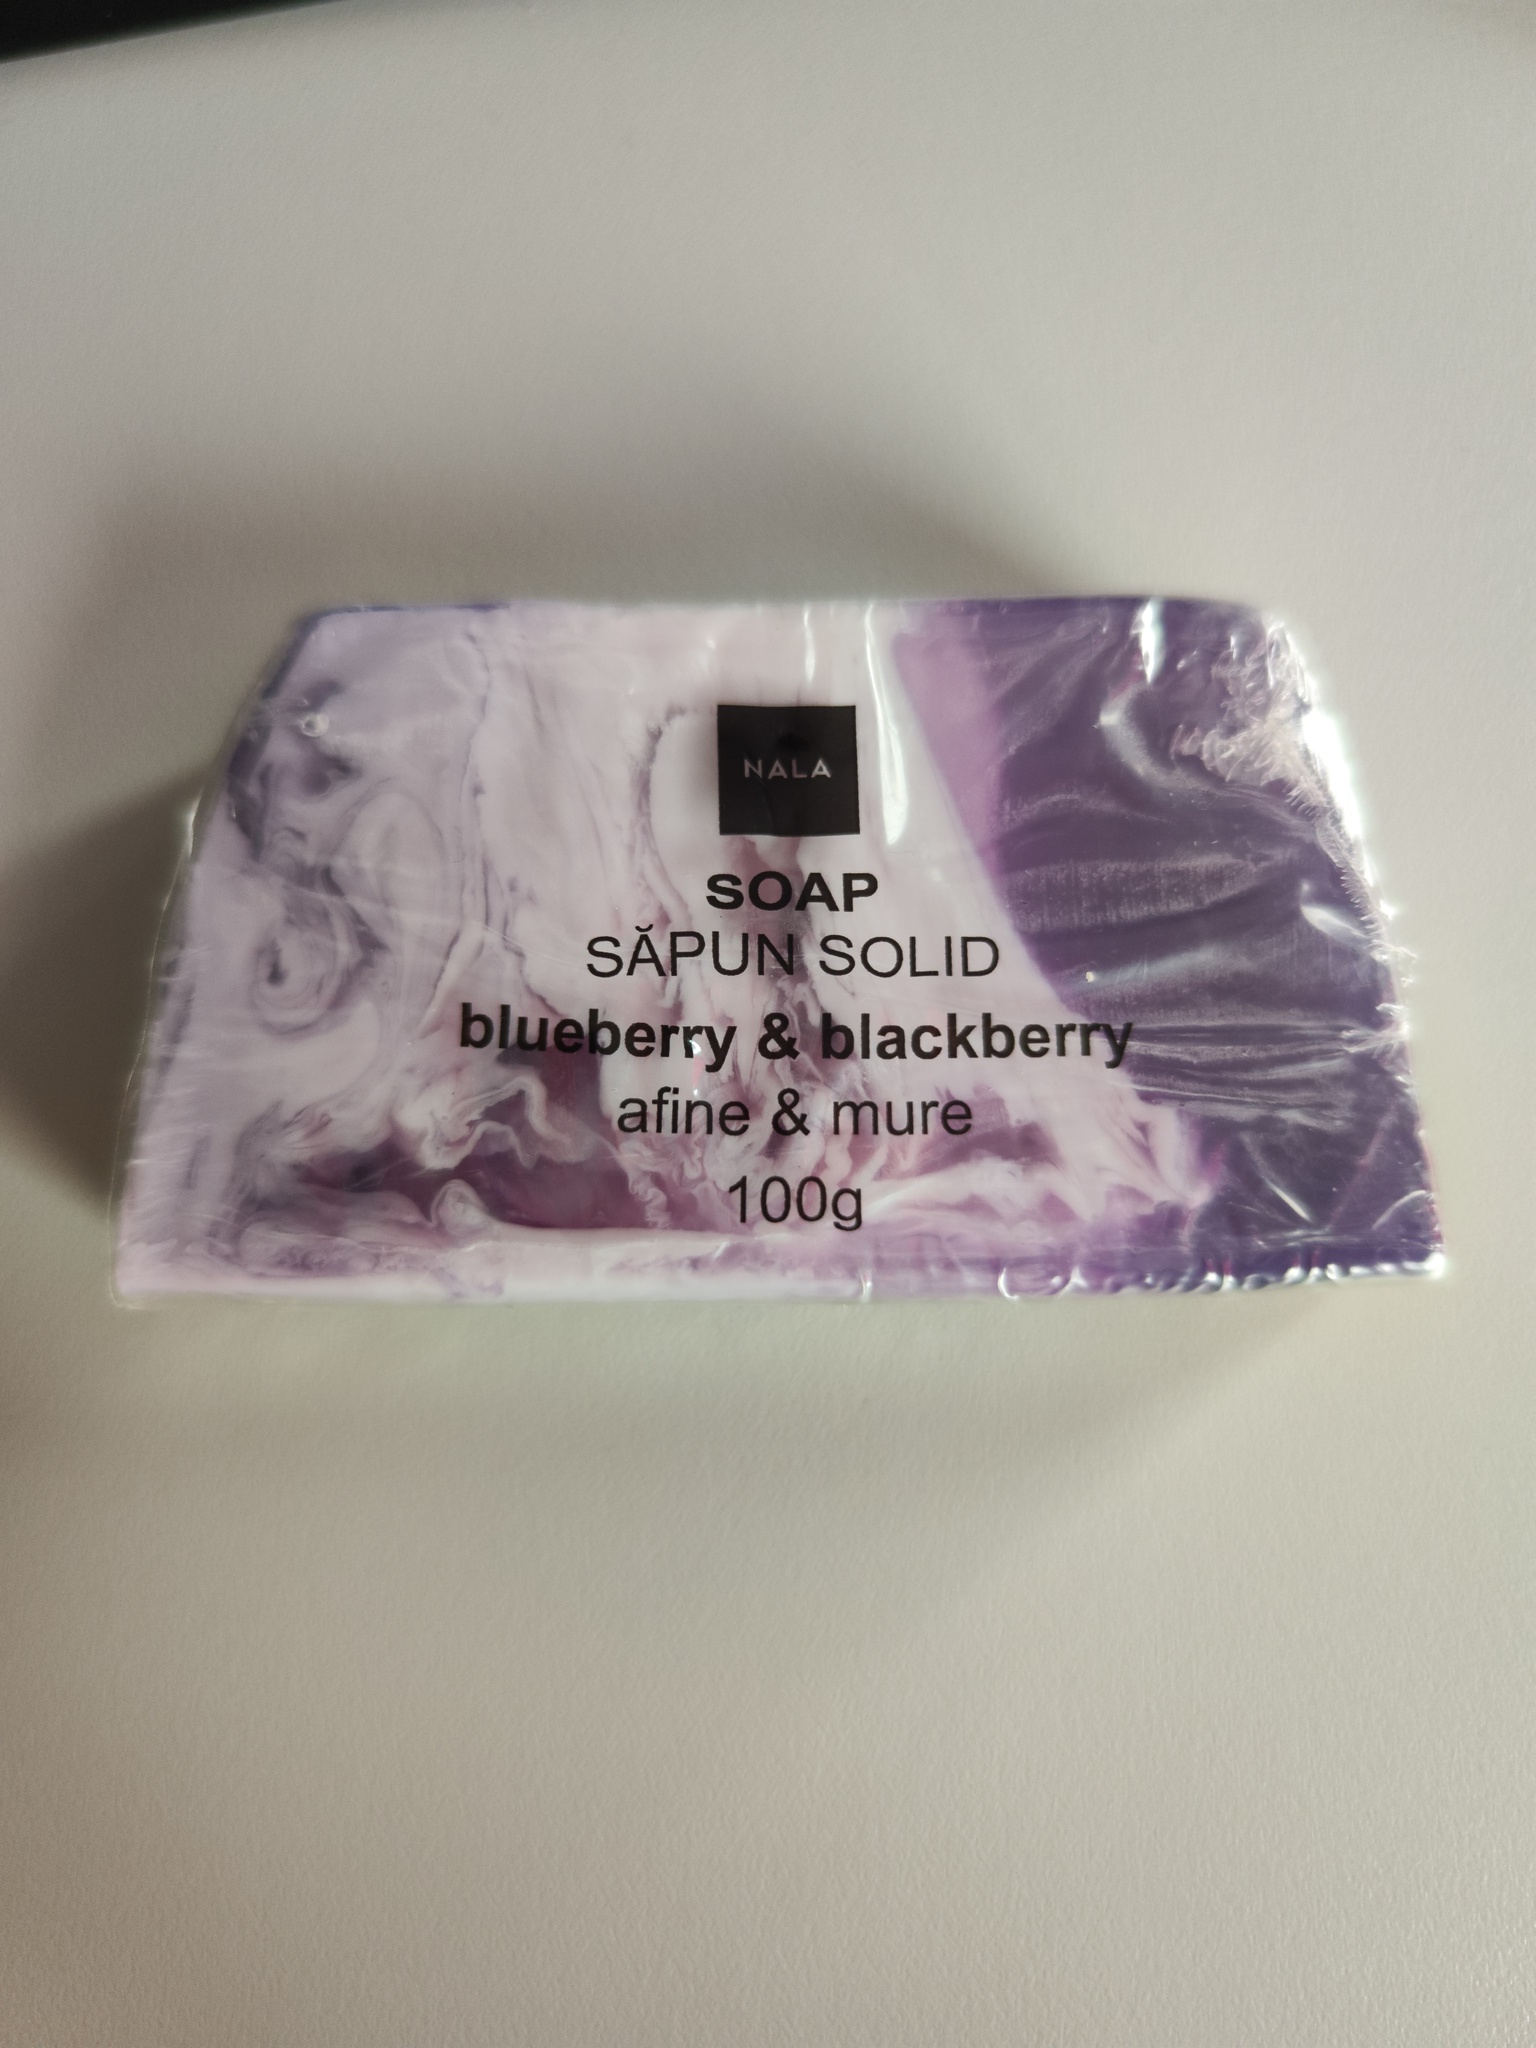 NALA
SOAP
SĂPUN SOLID
blueberry & blackberry
afine & mure
100g